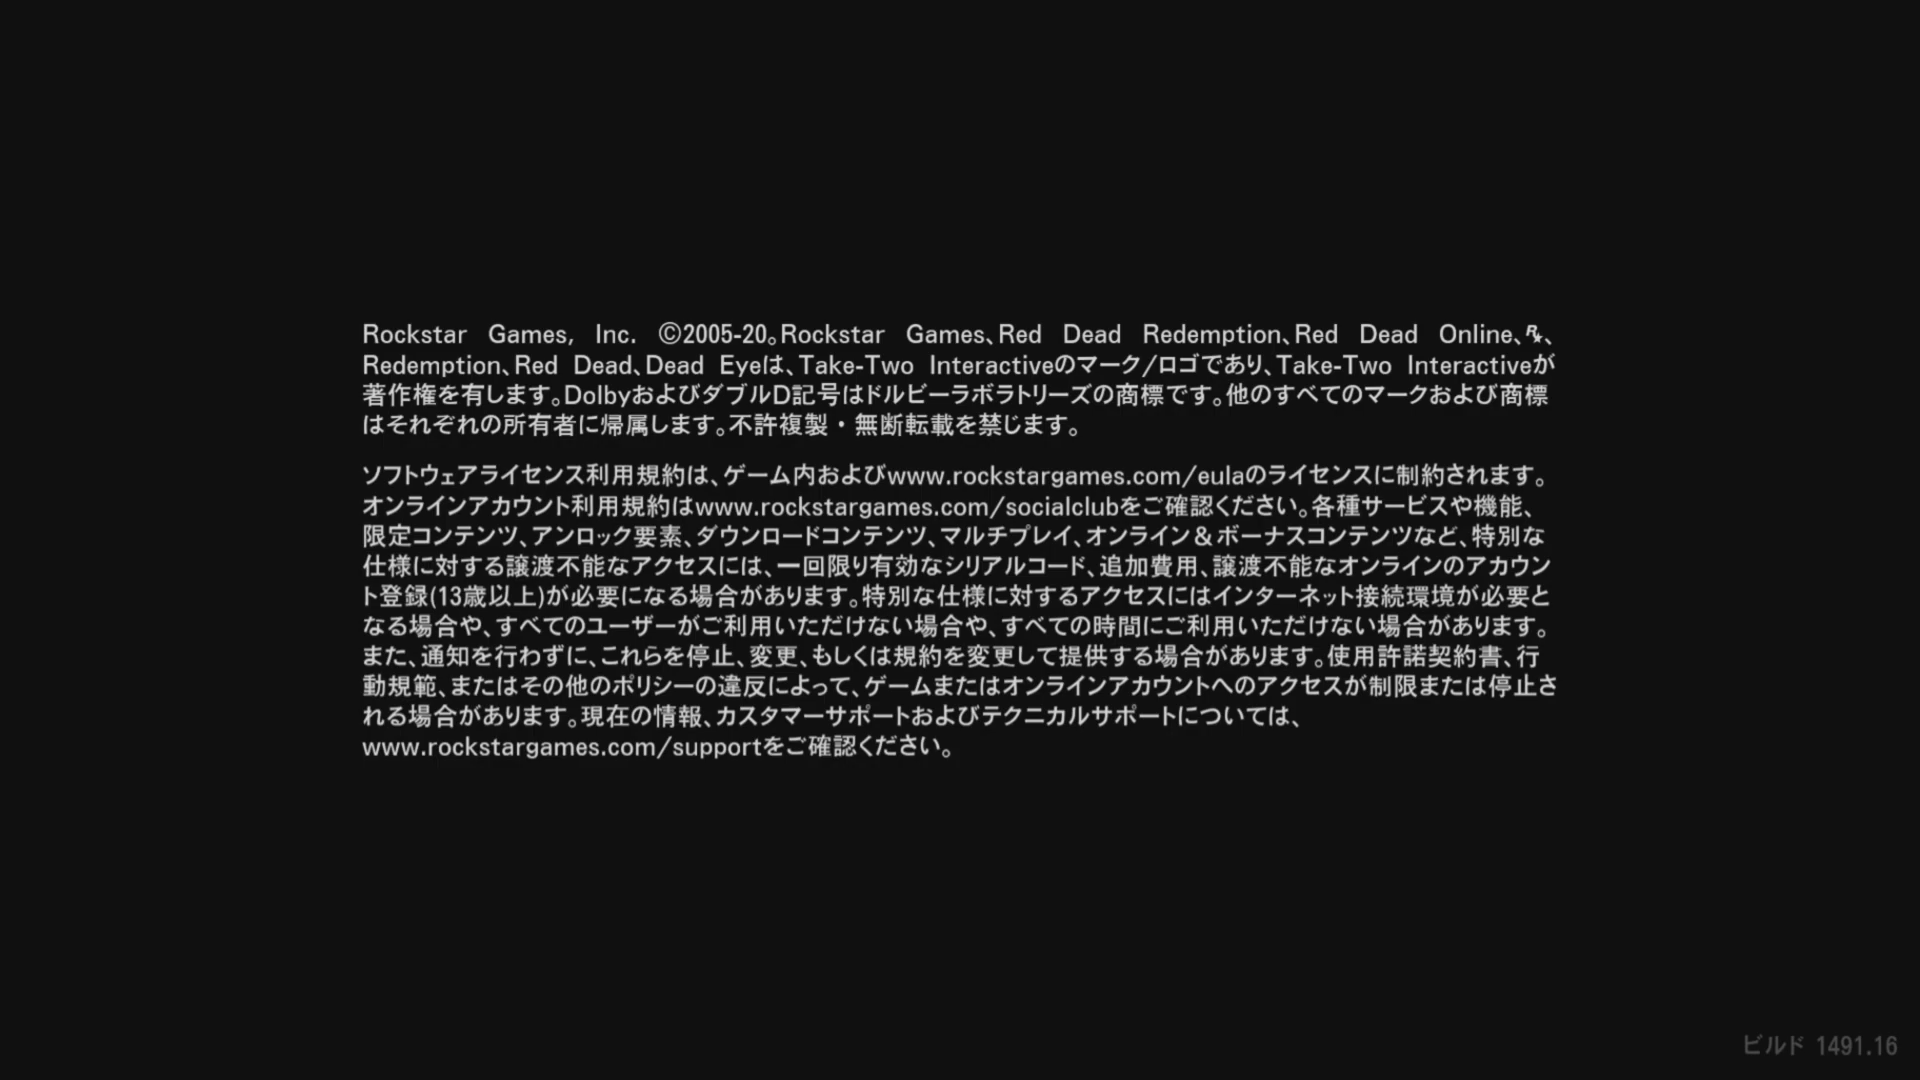 Rockstar Games, Inc. ©2005-20。Rockstar Games、Red Dead Redemption、Red Dead Online、R★、
Redemption、Red Dead、Dead Eyeは、Take-Two Interactiveのマーク/ロゴであり、Take-Two Interactiveが
著作権を有します。DolbyおよびダブルD記号はドルビーラボラトリーズの商標です。他のすべてのマークおよび商標
はそれぞれの所有者に帰属します。不許複製・無断転載を禁じます。
ソフトウェアライセンス利用規約は、ゲーム内およびwww.rockstargames.com/eulaのライセンスに制約されます。
オンラインアカウント利用規約はwww.rockstargames.com/socialclubをご確認ください。各種サービスや機能、
限定コンテンツ、アンロック要素、ダウンロードコンテンツ、マルチプレイ、オンライン＆ボーナスコンテンツなど、特別な
仕様に対する譲渡不能なアクセスには、一回限り有効なシリアルコード、追加費用、譲渡不能なオンラインのアカウン
ト登録(13歳以上)が必要になる場合があります。特別な仕様に対するアクセスにはインターネット接続環境が必要と
なる場合や、すべてのユーザーがご利用いただけない場合や、すべての時間にご利用いただけない場合があります。
また、通知を行わずに、これらを停止、変更、もしくは規約を変更して提供する場合があります。使用許諾契約書、行
動規範、またはその他のポリシーの違反によって、ゲームまたはオンラインアカウントへのアクセスが制限または停止さ
れる場合があります。現在の情報、カスタマーサポートおよびテクニカルサポートについては、
www.rockstargames.com/supportをご確認ください。
ビルド 1491.16